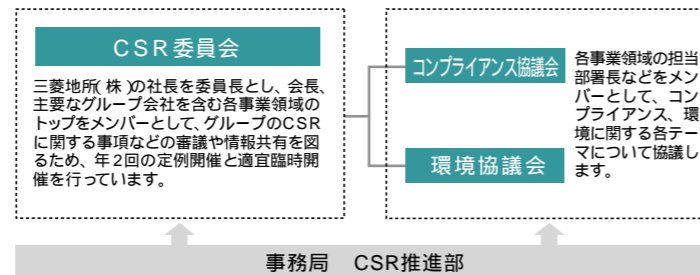 CSR委員会
三菱地所(株)の社長を委員長とし、会長、
主要なグループ会社を含む各事業領域の
トップをメンバーとして、グループのCSR
に関する事項などの審議や情報共有を図
るため、年2回の定例開催と適宜臨時開
催を行っています。
コンプライアンス協議会
環境協議会
各事業領域の担当
部署長などをメン
バーとして、コン
プライアンス、環
境に関する各テー
マについて協議し
ます。
事務局 CSR推進部